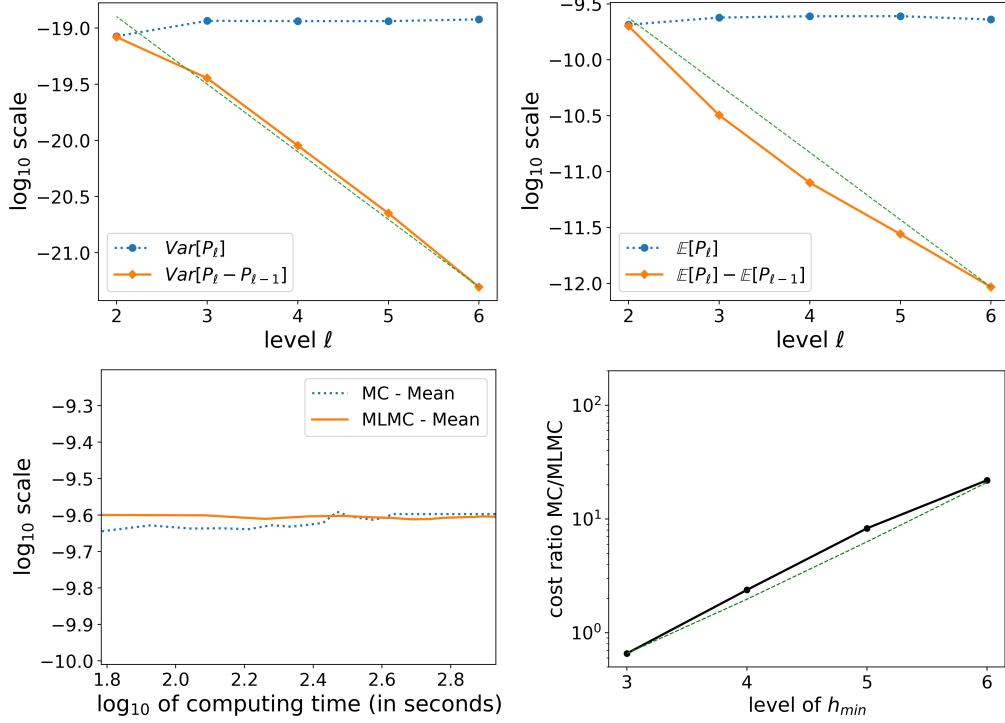 −19.0
−19.5
−20.0
−20.5
−21.0
log₁₀ scale
Var[Pℓ]
Var[Pℓ − Pℓ−1]
2 3 4 5 6
level ℓ
−9.5
−10.0
−10.5
−11.0
−11.5
−12.0
log₁₀ scale
𝔼[Pℓ]
𝔼[Pℓ] − 𝔼[Pℓ−1]
2 3 4 5 6
level ℓ
−9.3
−9.4
−9.5
−9.6
−9.7
−9.8
−9.9
−10.0
log₁₀ scale
MC - Mean
MLMC - Mean
1.8 2.0 2.2 2.4 2.6 2.8
log₁₀ of computing time (in seconds)
10²
10¹
10⁰
cost ratio MC/MLMC
3 4 5 6
level of hmin